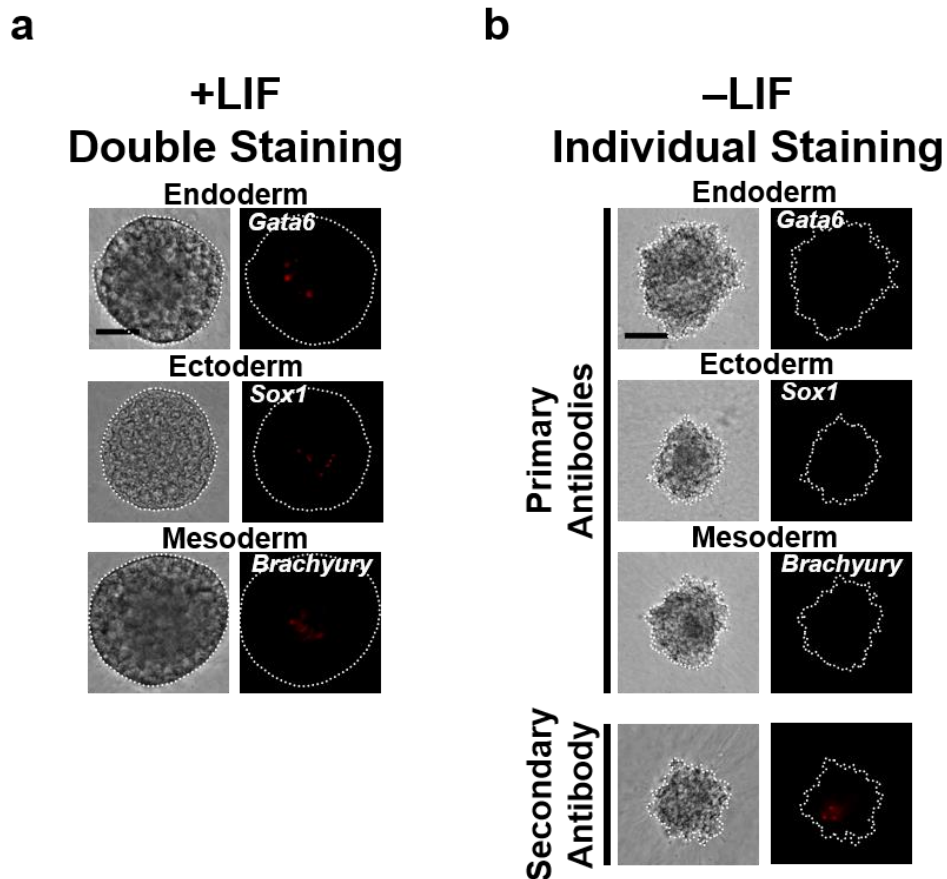 a
+LIF
Double Staining
Endoderm
Gata6
Ectoderm
Sox1
Mesoderm
Brachyury
b
–LIF
Individual Staining
Primary
Antibodies
Endoderm
Gata6
Ectoderm
Sox1
Mesoderm
Brachyury
Secondary
Antibody